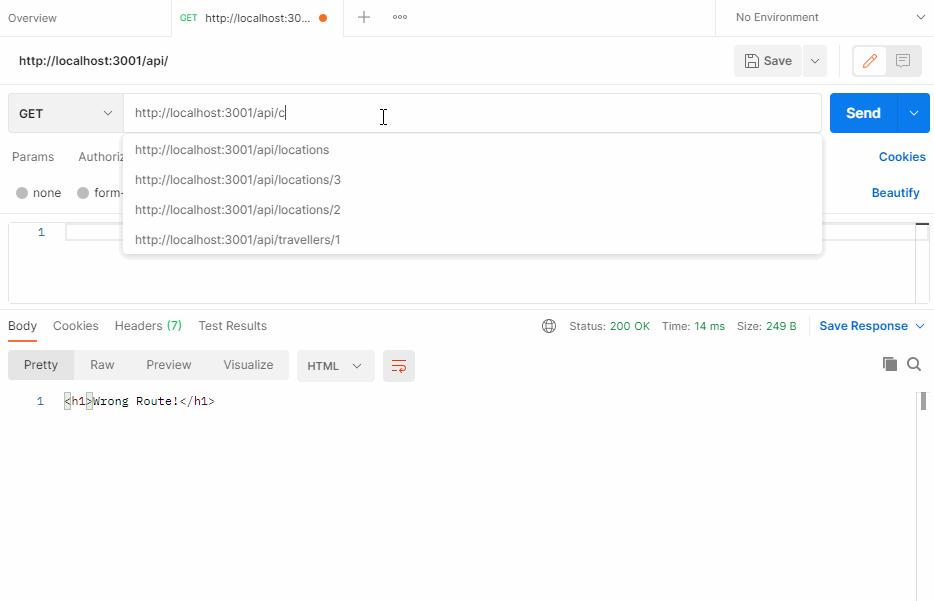 Overview
GET http://localhost:30...
No Environment
http://localhost:3001/api/
Save
GET
http://localhost:3001/api/c
Send
http://localhost:3001/api/locations
http://localhost:3001/api/locations/3
http://localhost:3001/api/locations/2
http://localhost:3001/api/travellers/1
Params Authoriz
Cookies
none form-
Beautify
1
Body Cookies Headers (7) Test Results
Status: 200 OK Time: 14 ms Size: 249 B Save Response
Pretty Raw Preview Visualize HTML
1 <h1>Wrong Route!</h1>